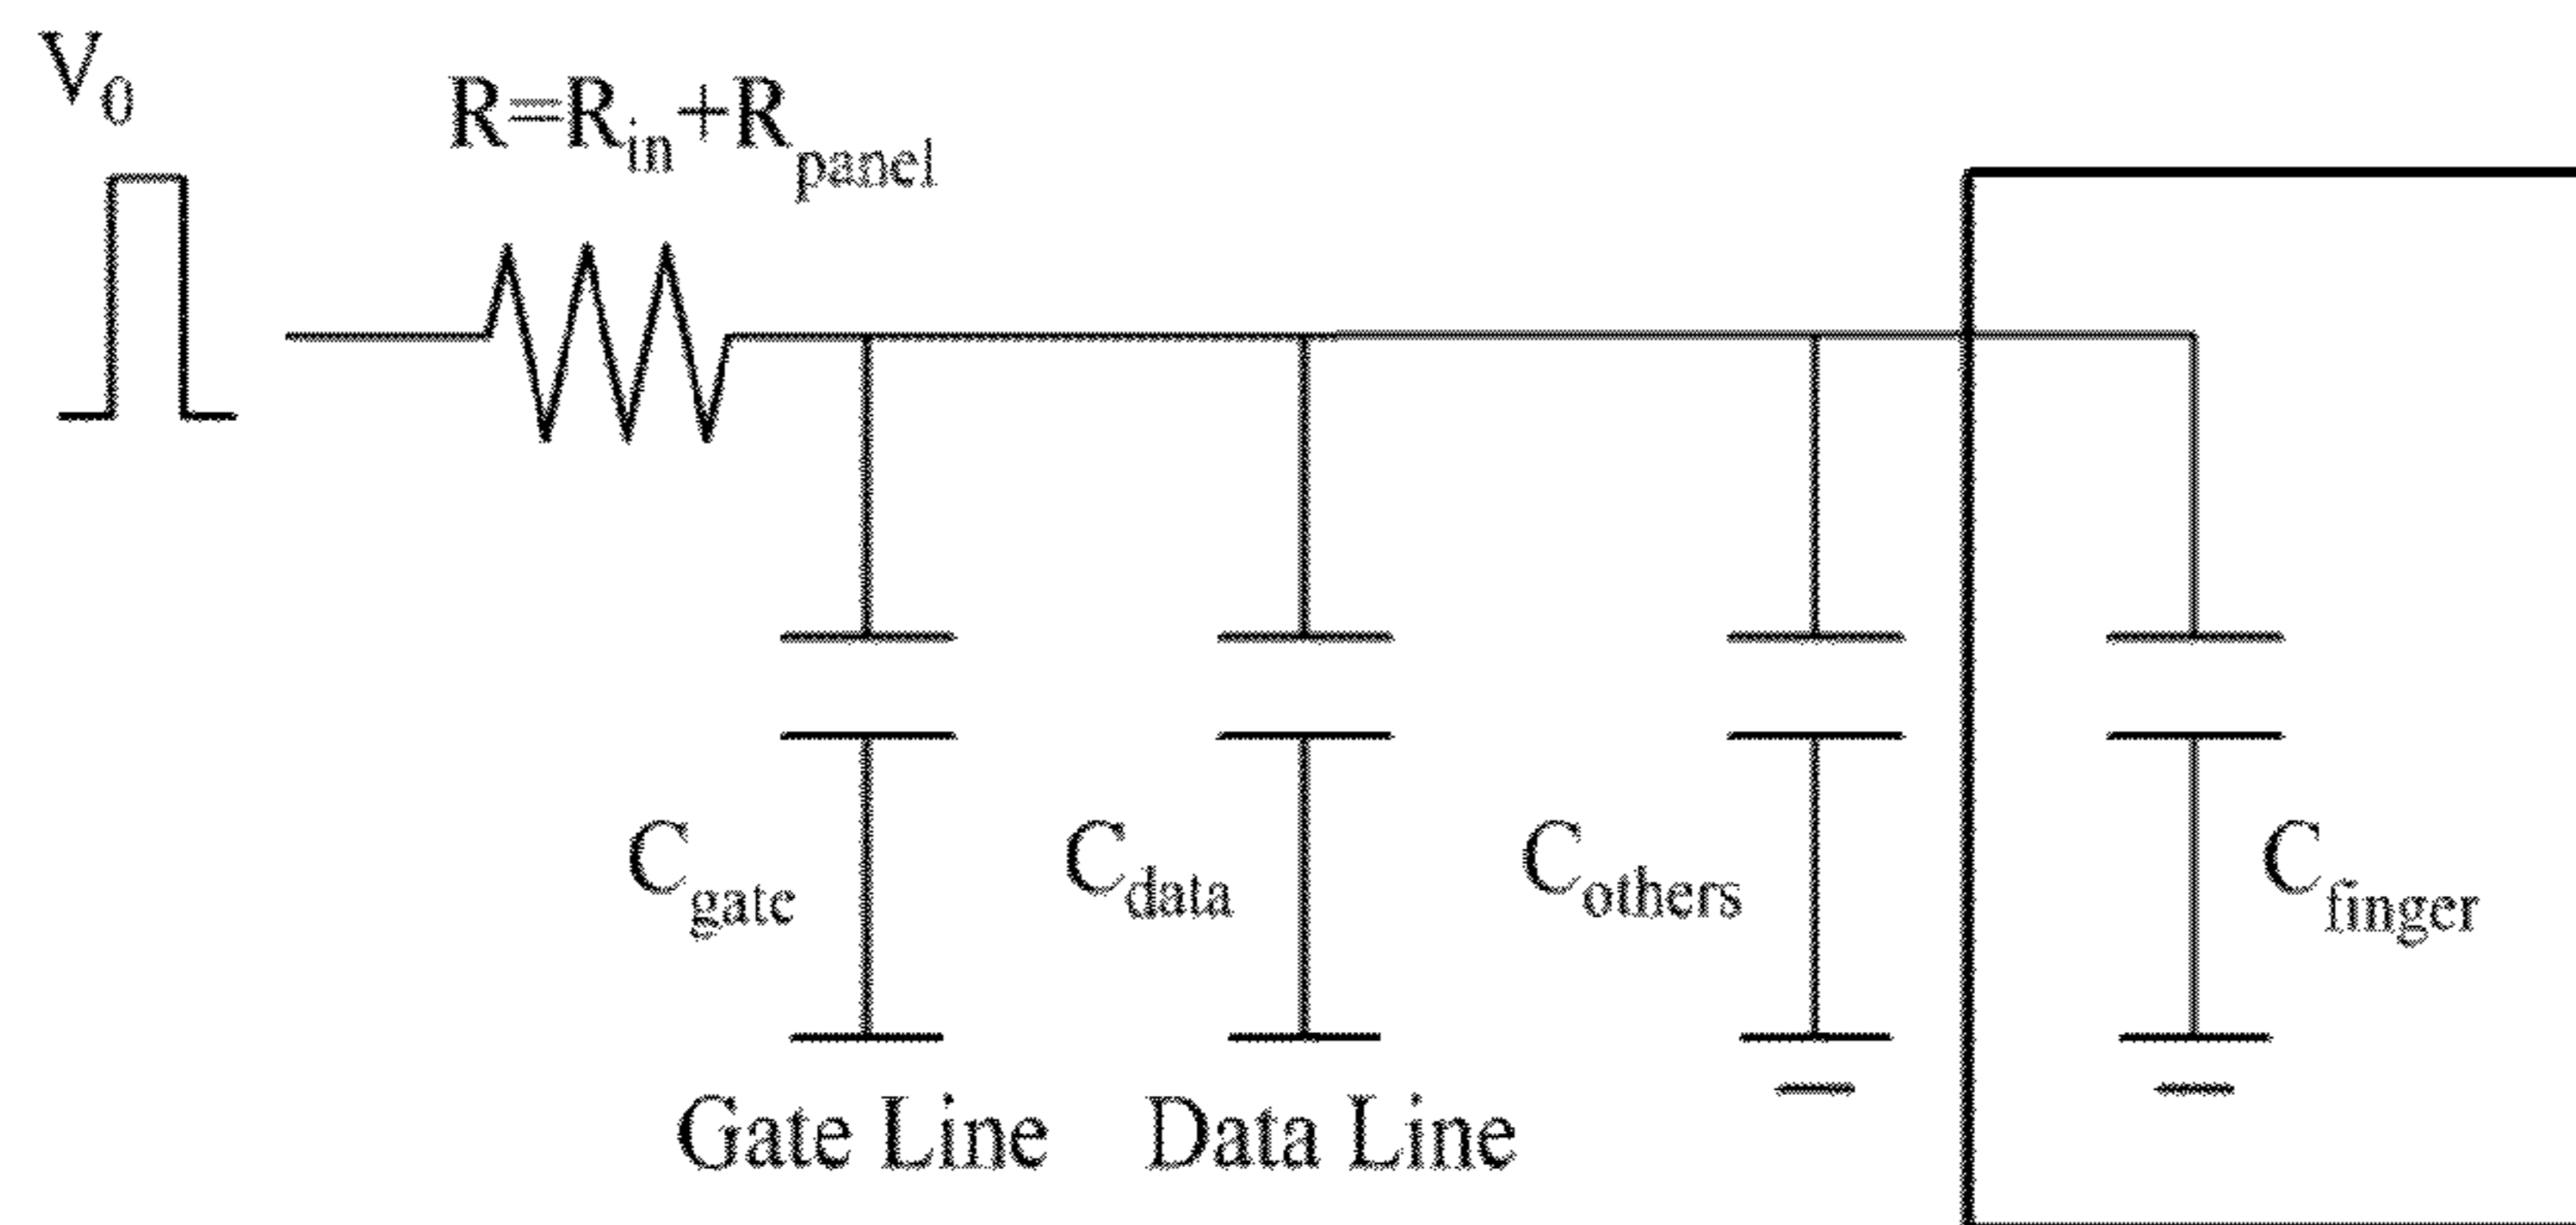 V0
R=Rin+Rpanel
Cgate
Cdata
Cothers
Cfinger
Gate Line
Data Line